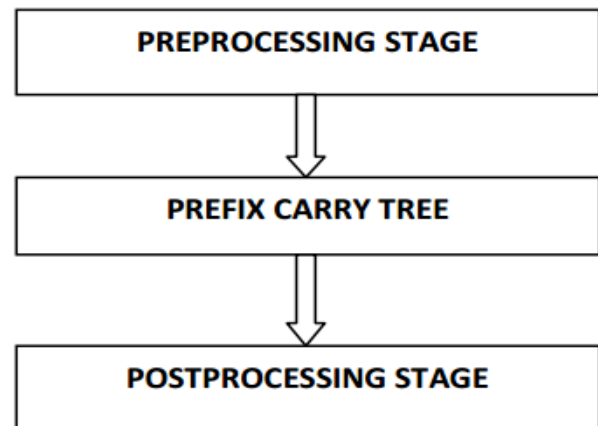 PREPROCESSING STAGE
PREFIX CARRY TREE
POSTPROCESSING STAGE